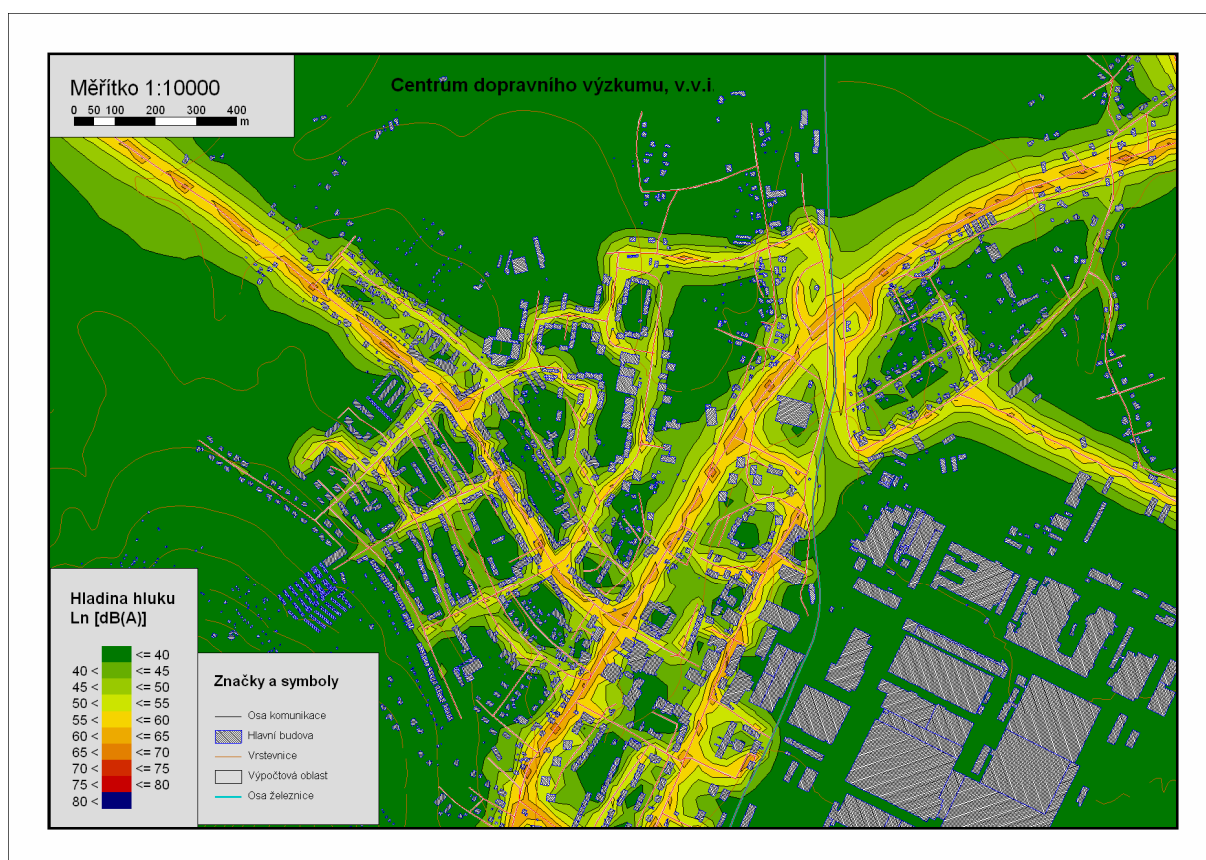 Měřítko 1:10000
0 50 100 200 300 400
m
Centrum dopravního výzkumu, v.v.i
Hladina hluku
Ln [dB(A)]
<= 40
40 < <= 45
45 < <= 50
50 < <= 55
55 < <= 60
60 < <= 65
65 < <= 70
70 < <= 75
75 < <= 80
80 <
Značky a symboly
Osa komunikace
Hlavní budova
Vrstevnice
Výpočtová oblast
Osa železnice